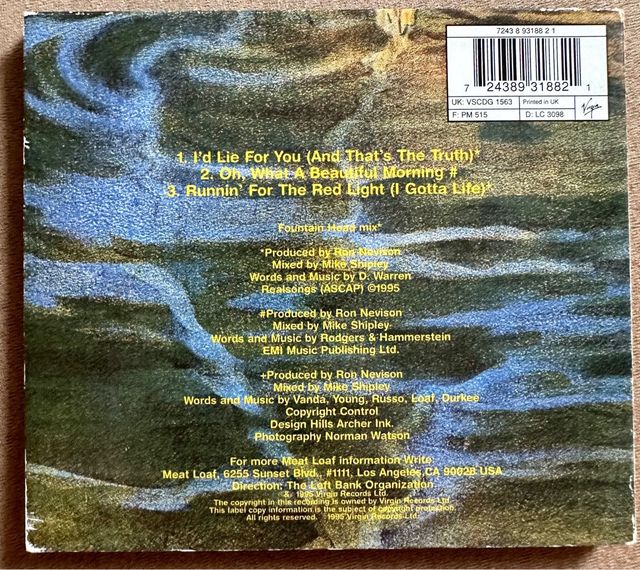 7243 8 93188 2 1
7 24389 31882 1
UK: VSCDG 1563 Printed in UK
F: PM 515 D: LC 3098 Virgin
1. I'd Lie For You (And That's The Truth)*
2. Oh, What A Beautiful Morning #
3. Runnin' For The Red Light (I Gotta Life)*
Fountain Head mix*
*Produced by Ron Nevison
Mixed by Mike Shipley
Words and Music by D. Warren
Realsongs (ASCAP) ©1995
#Produced by Ron Nevison
Mixed by Mike Shipley
Words and Music by Rodgers & Hammerstein
EMI Music Publishing Ltd.
+Produced by Ron Nevison
Mixed by Mike Shipley
Words and Music by Vanda, Young, Russo, Loaf, Durkee
Copyright Control
Design Hills Archer Ink.
Photography Norman Watson
For more Meat Loaf information Write:
Meat Loaf, 6255 Sunset Blvd., #1111, Los Angeles, CA 90028 USA
Direction: The Left Bank Organization
& 1995 Virgin Records Ltd.
The copyright in this recording is owned by Virgin Records Ltd.
This label copy information is the subject of copyright protection.
All rights reserved. ©1995 Virgin Records Ltd.